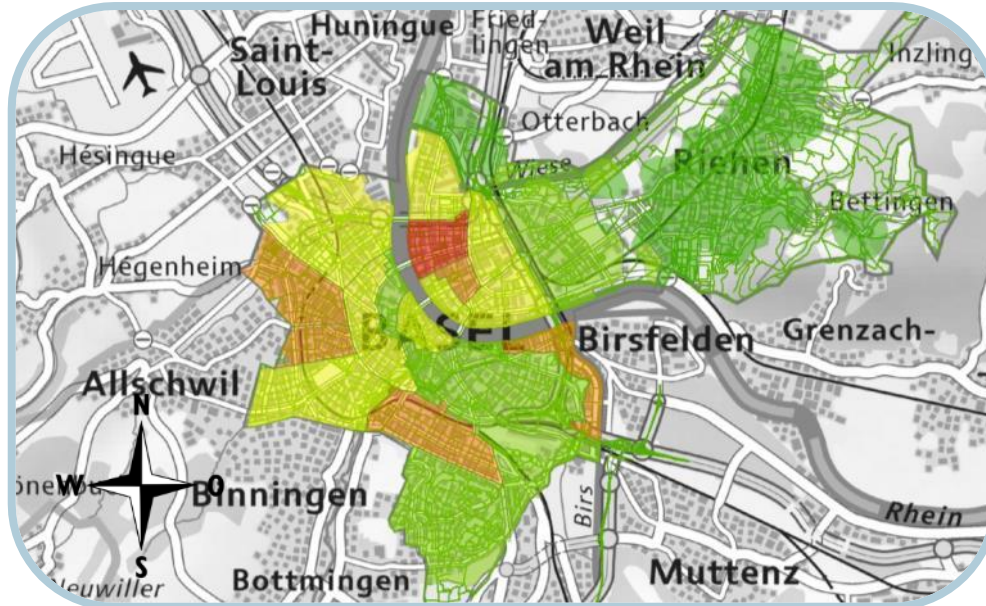 Huningue
Fried-
lingen
Weil
am Rhein
Inzling
Saint-
Louis
Otterbach
Hésingue
Wiese
Riehen
Bettingen
Hégenheim
BASEL
Birsfelden
Grenzach-
Allschwil
N
W
O
S
Binningen
Birs
Rhein
Bottmingen
Muttenz
Neuwiller